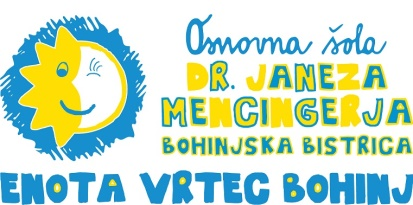 Osnovna šola
DR. JANEZA
MENCINGERJA
BOHINJSKA BISTRICA
ENOTA VRTEC BOHINJ